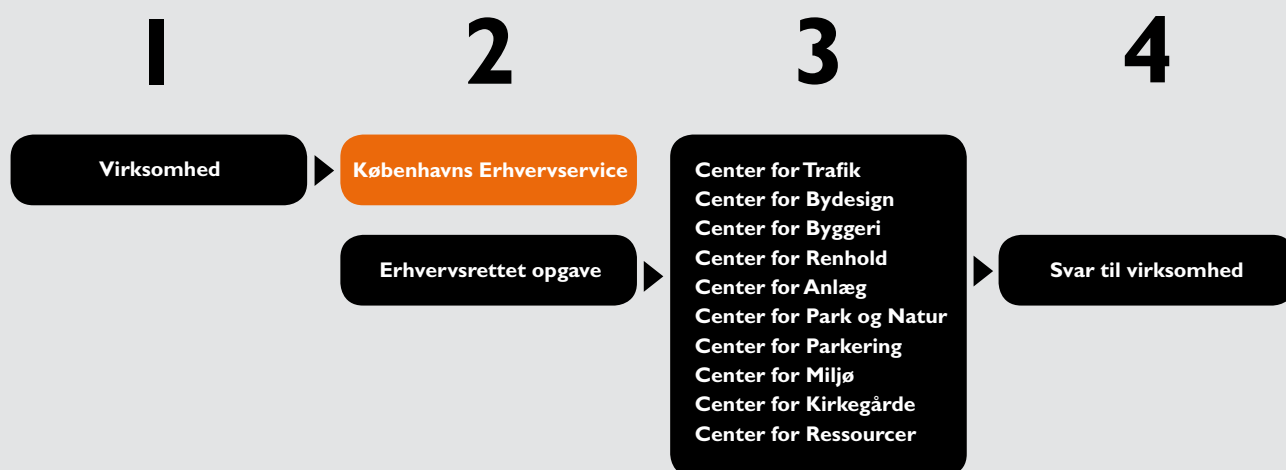 1
2
3
4
Virksomhed
Københavns Erhvervservice
Erhvervsrettet opgave
Center for Trafik
Center for Bydesign
Center for Byggeri
Center for Renhold
Center for Anlæg
Center for Park og Natur
Center for Parkering
Center for Miljø
Center for Kirkegårde
Center for Ressourcer
Svar til virksomhed